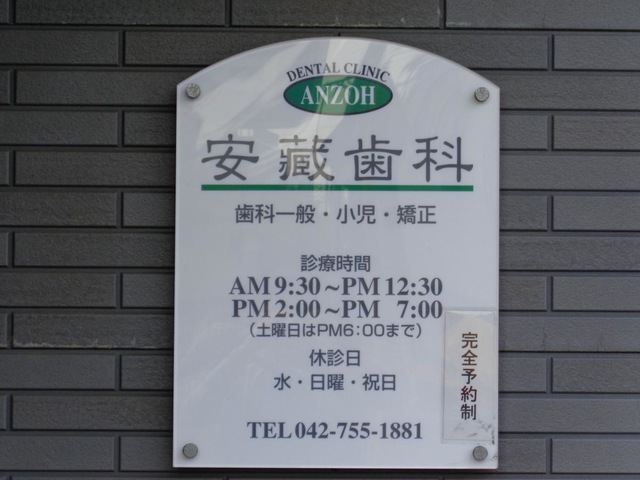 DENTAL CLINIC
ANZOH
安藏歯科
歯科一般・小児・矯正
診療時間
AM 9:30～PM 12:30
PM 2:00～PM 7:00
(土曜日はPM6:00まで)
休診日
水・日曜・祝日
完全予約制
TEL 042-755-1881